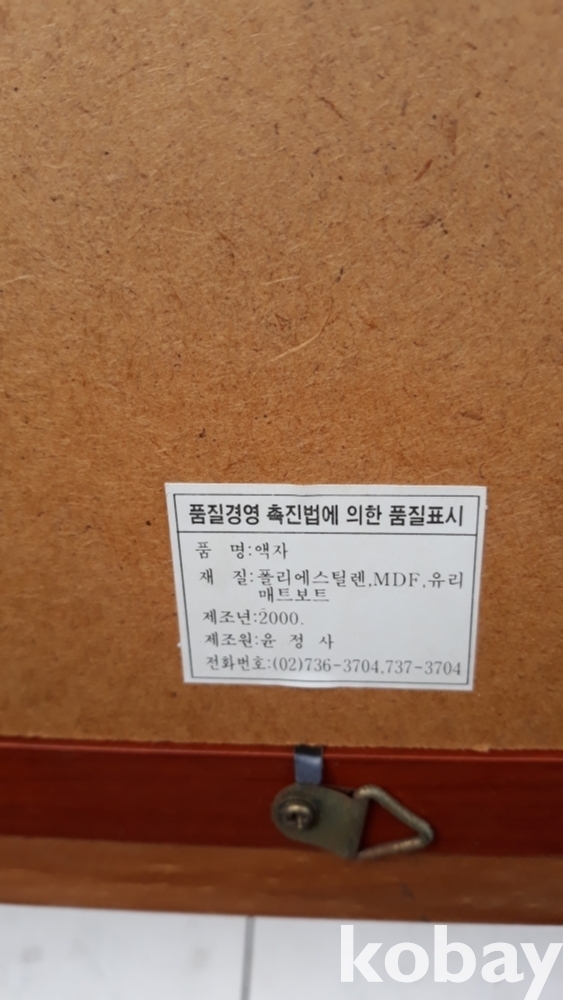 품질경영 촉진법에 의한 품질표시
품 명:액자
재 질:폴리에스틸렌,MDF,유리
매트보트
제조년:2000.
제조원:윤 정 사
전화번호:(02)736-3704,737-3704
kobay